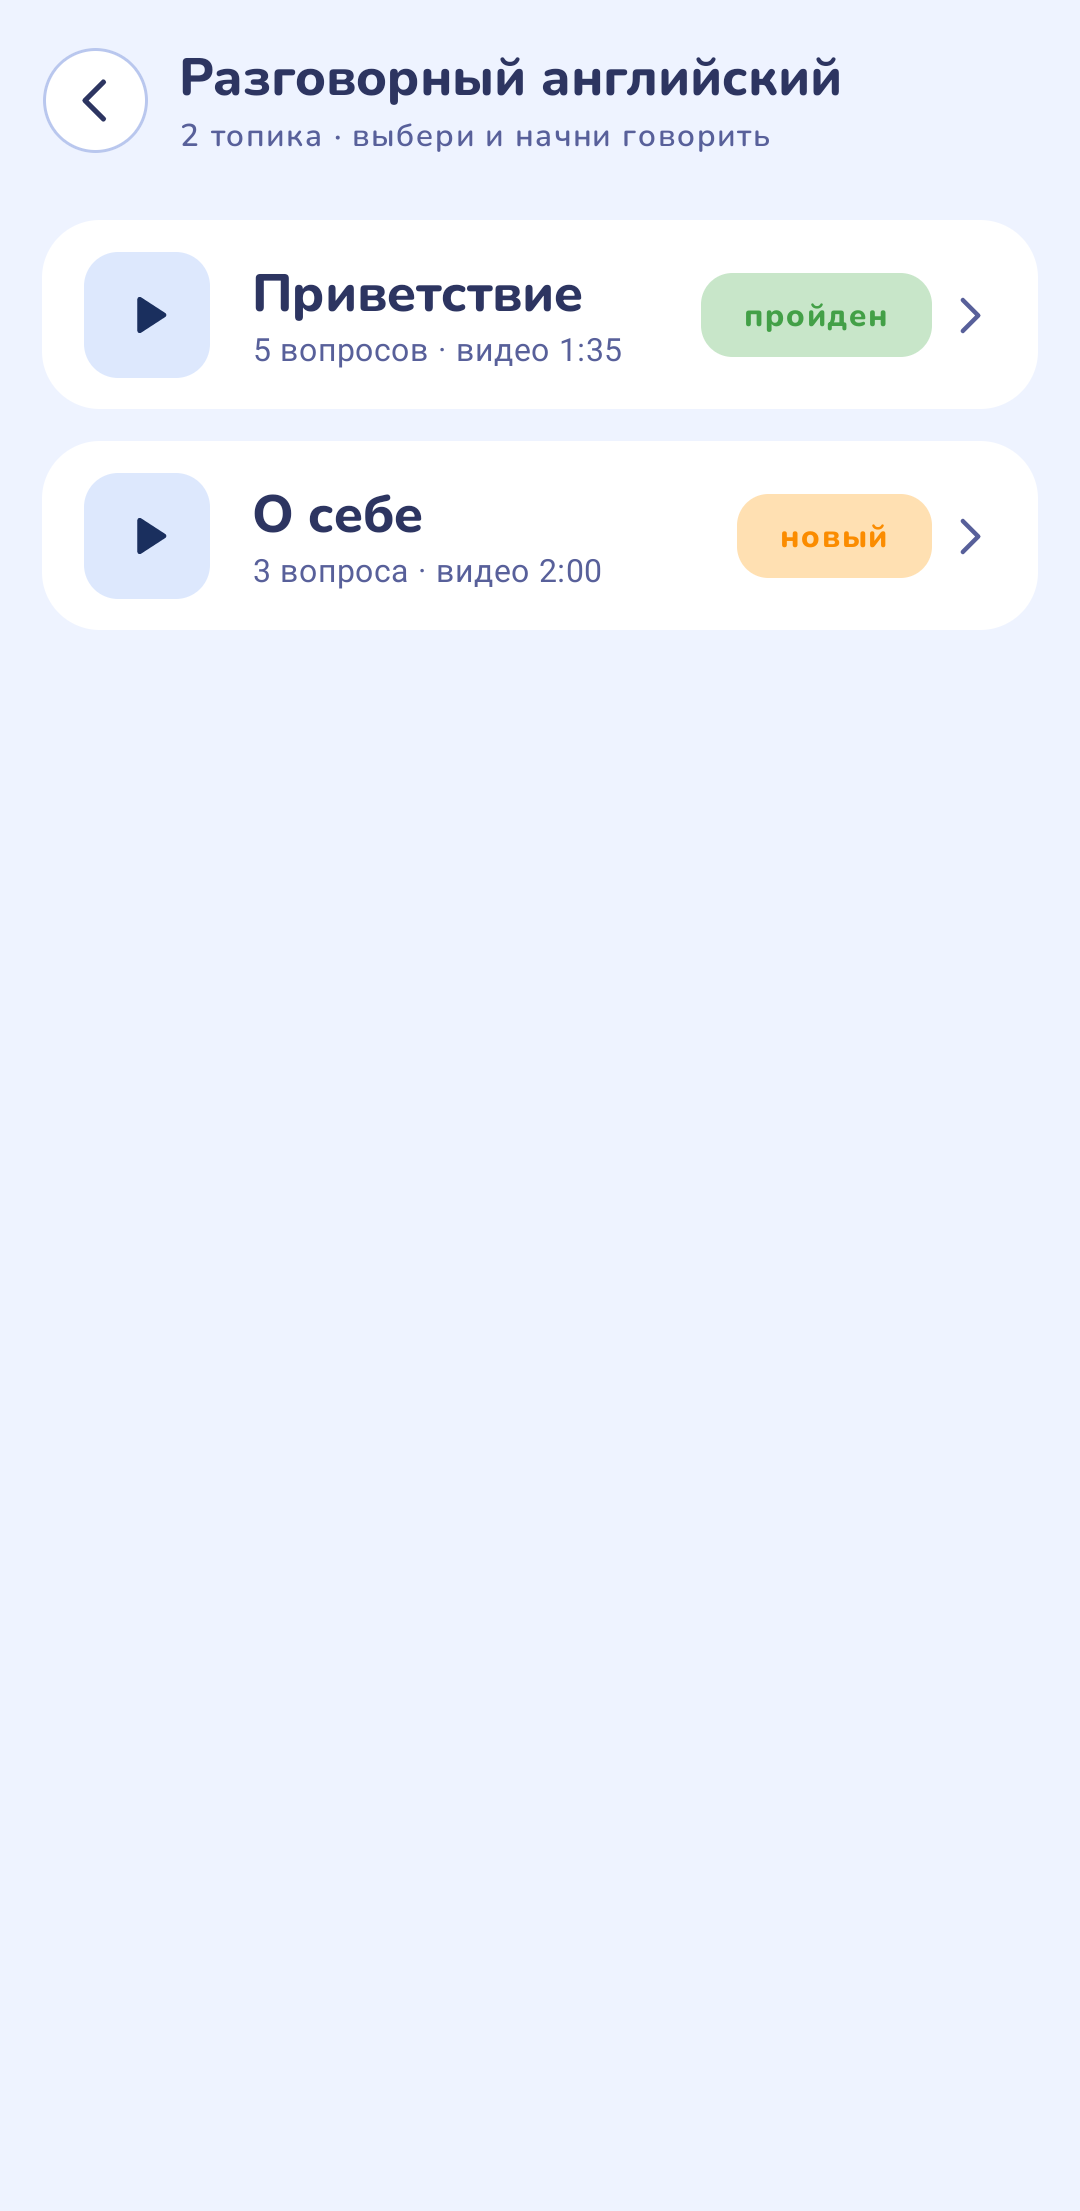 Разговорный английский
2 топика · выбери и начни говорить
Приветствие
5 вопросов · видео 1:35
пройден
О себе
3 вопроса · видео 2:00
новый